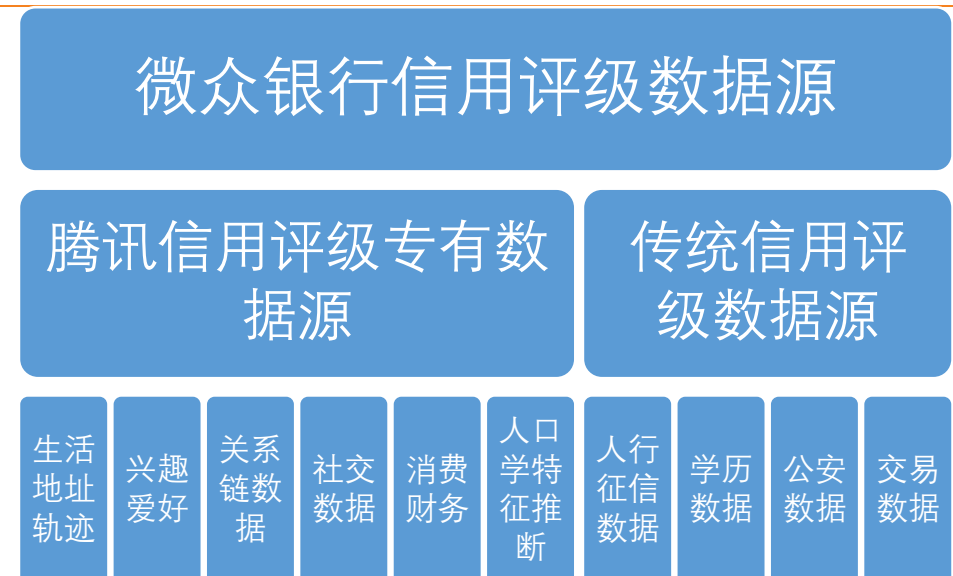 微众银行信用评级数据源
腾讯信用评级专有数
据源
传统信用评
级数据源
生活
地址
轨迹
兴趣
爱好
关系
链数
据
社交
数据
消费
财务
人口
学特
征推
断
人行
征信
数据
学历
数据
公安
数据
交易
数据